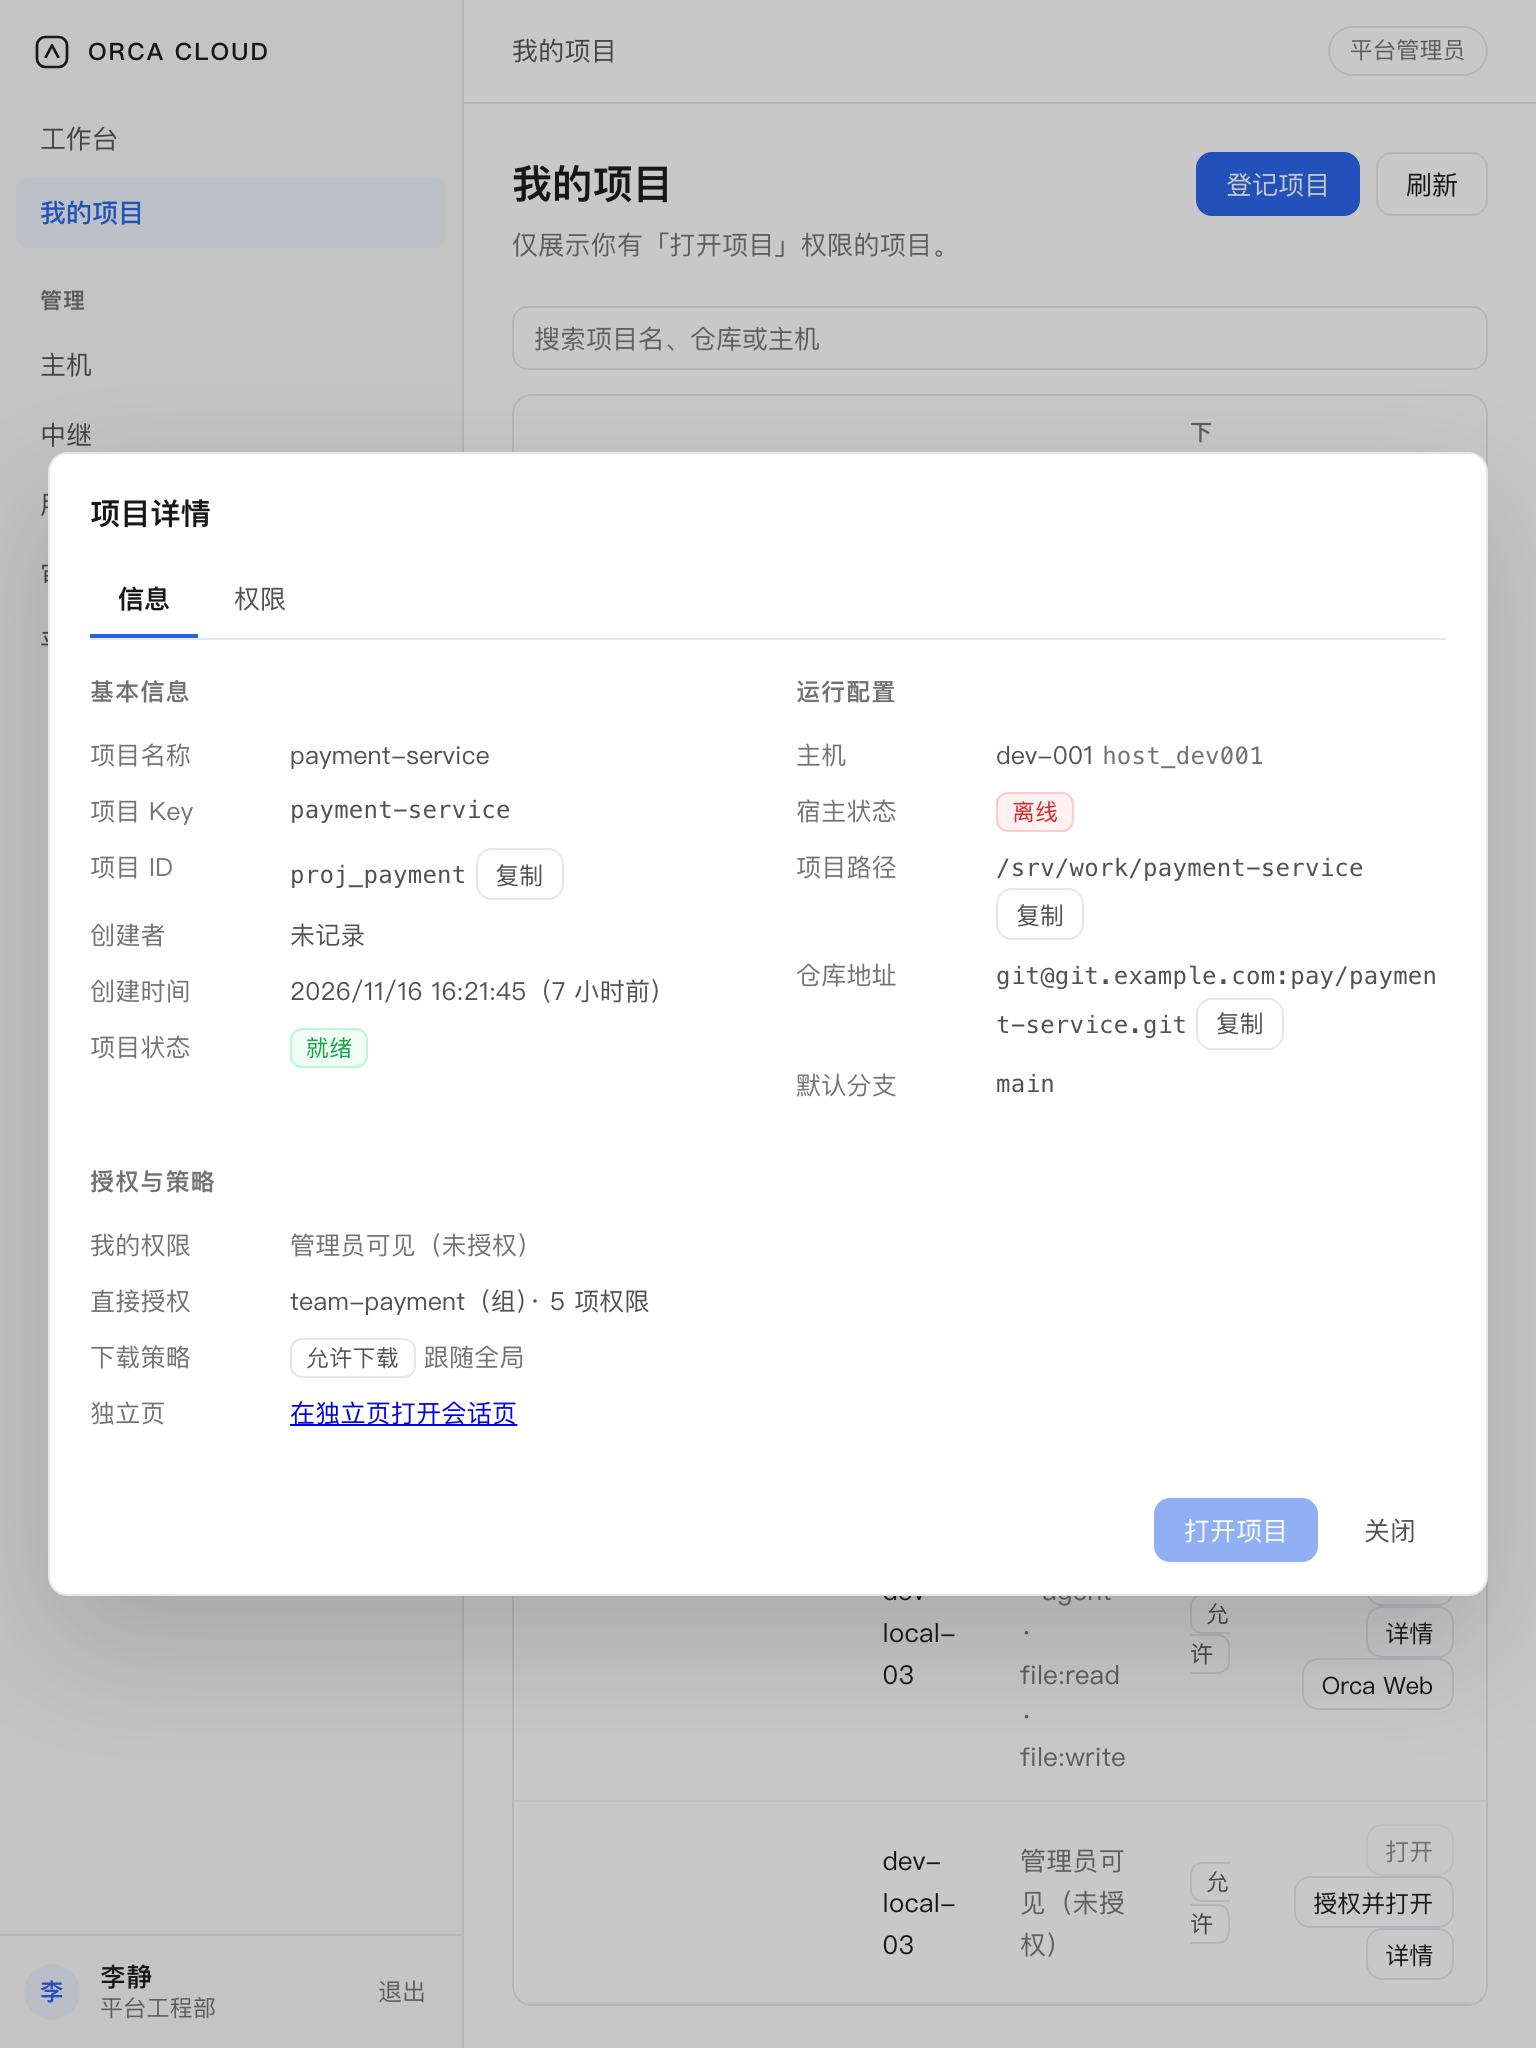 ORCA CLOUD
工作台
我的项目
管理
主机
中继
李
李静
平台工程部
退出
我的项目
平台管理员
我的项目
登记项目
刷新
仅展示你有「打开项目」权限的项目。
搜索项目名、仓库或主机
下
项目详情
信息
权限
基本信息
项目名称 payment-service
项目 Key payment-service
项目 ID proj_payment 复制
创建者 未记录
创建时间 2026/11/16 16:21:45（7 小时前）
项目状态 就绪
运行配置
主机 dev-001 host_dev001
宿主状态 离线
项目路径 /srv/work/payment-service
复制
仓库地址 git@git.example.com:pay/paymen
t-service.git 复制
默认分支 main
授权与策略
我的权限 管理员可见（未授权）
直接授权 team-payment（组）· 5 项权限
下载策略 允许下载 跟随全局
独立页 在独立页打开会话页
打开项目
关闭
local-
03
·
file:read
·
file:write
允
许
详情
Orca Web
dev-
local-
03
管理员可
见（未授
权）
允
许
打开
授权并打开
详情